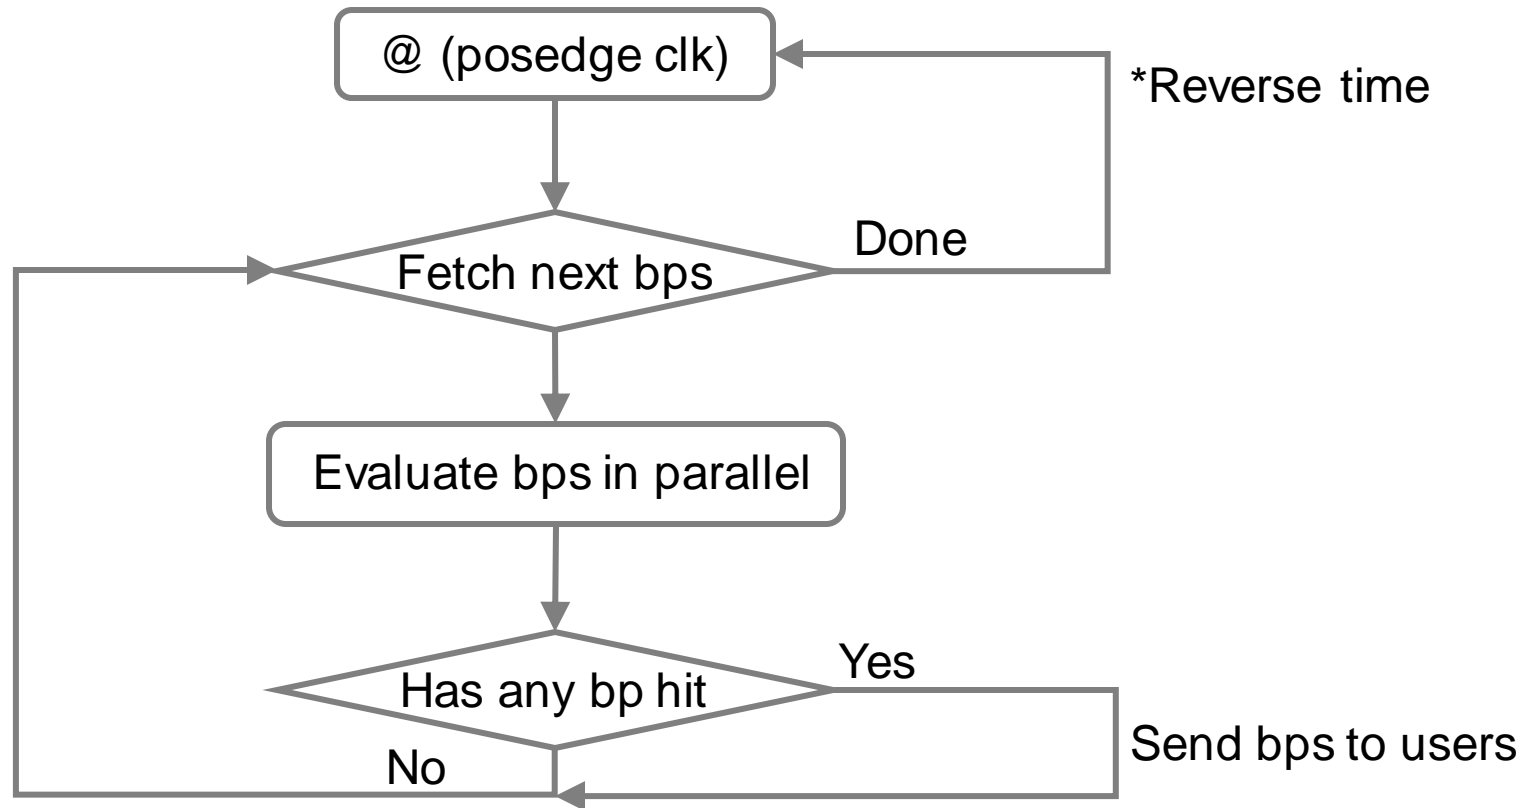 @ (posedge clk)
*Reverse time
Done
Fetch next bps
Evaluate bps in parallel
Yes
Has any bp hit
Send bps to users
No